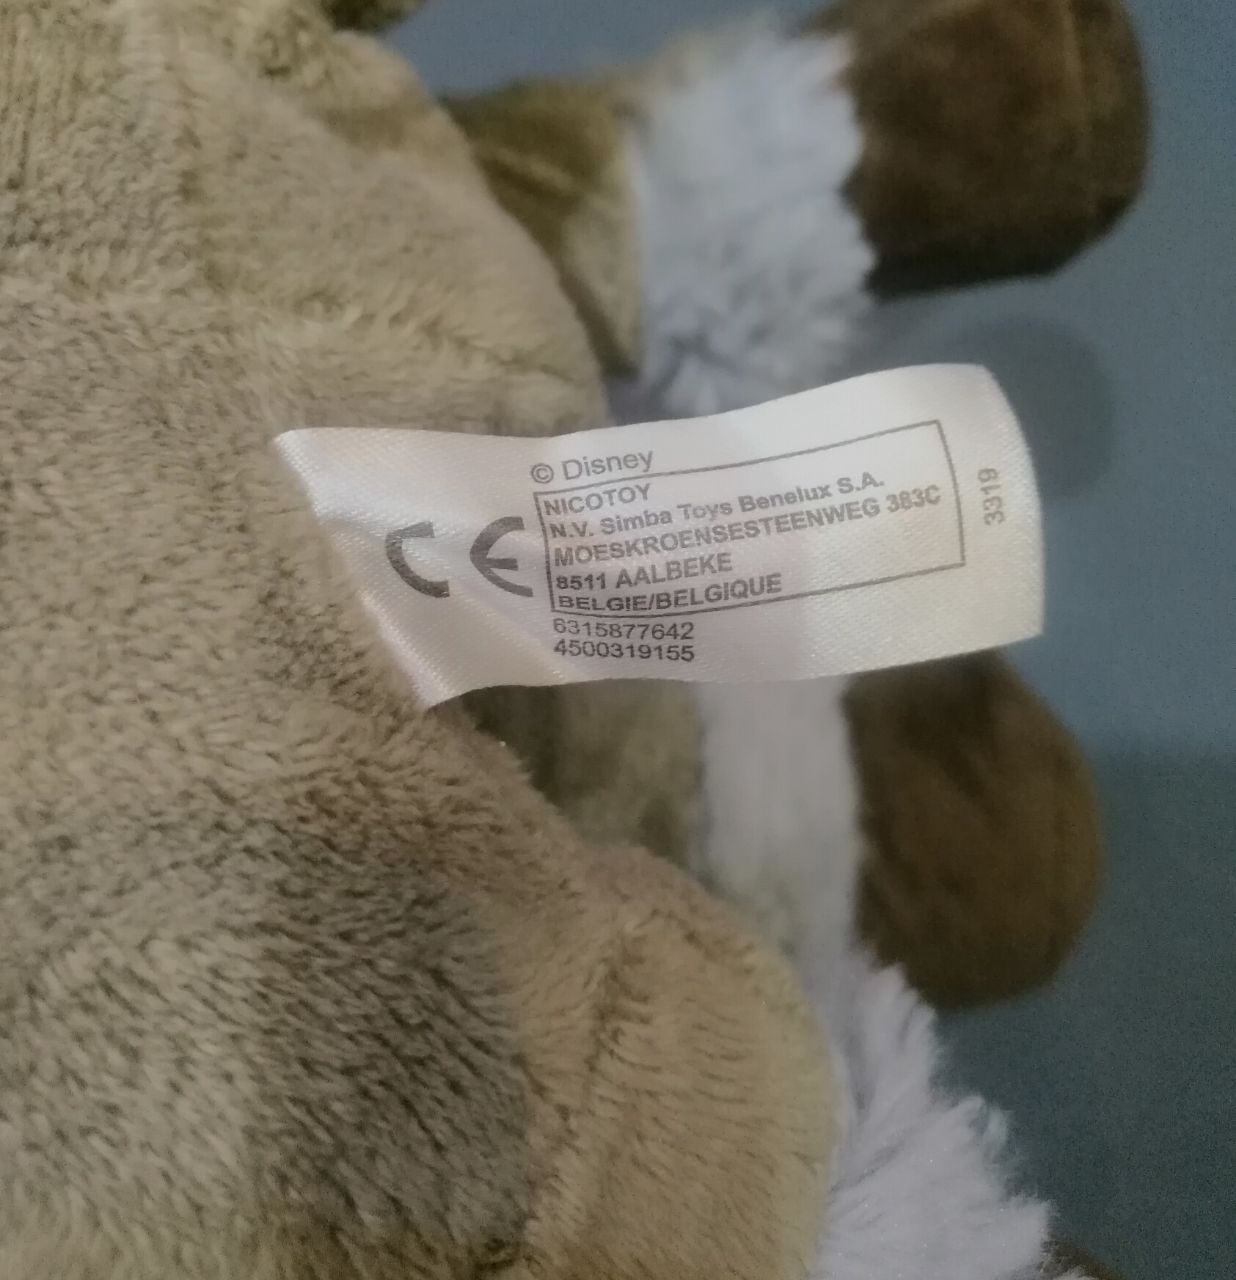 © Disney
NICOTOY
N.V. Simba Toys Benelux S.A.
MOESKROENSESTEENWEG 383C
8511 AALBEKE
BELGIE/BELGIQUE
6315877642
4500319155
CE
3319